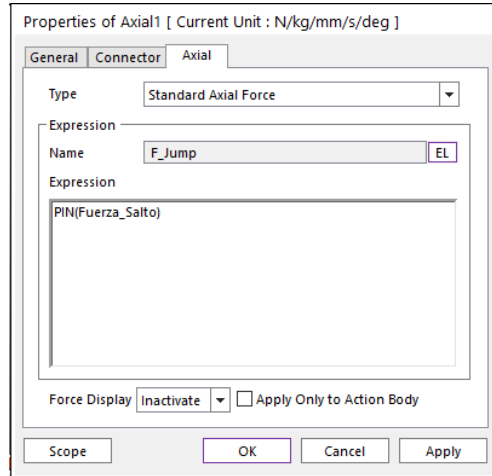 Properties of Axial1 [ Current Unit : N/kg/mm/s/deg ]
General Connector Axial
Type Standard Axial Force
Expression
Name F_Jump EL
Expression
PIN(Fuerza_Salto)
Force Display Inactivate Apply Only to Action Body
Scope OK Cancel Apply